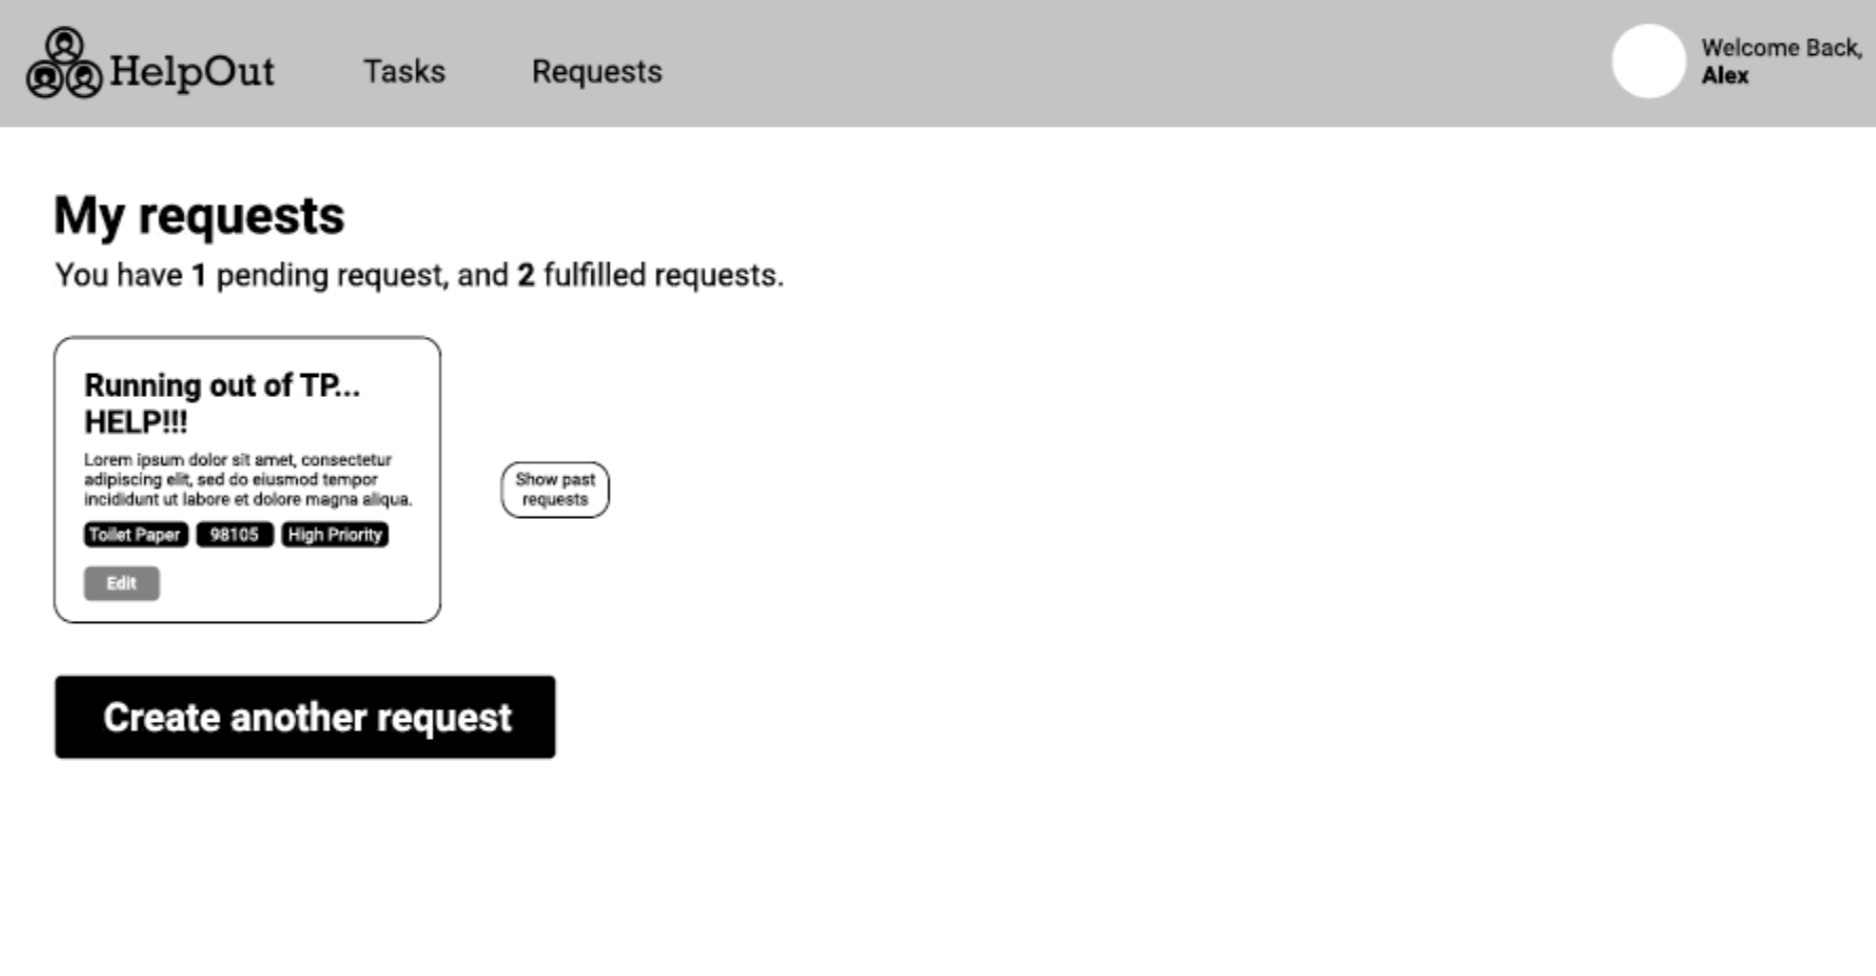 HelpOut
Tasks
Requests
Welcome Back,
Alex
My requests
You have 1 pending request, and 2 fulfilled requests.
Running out of TP...
HELP!!!
Lorem ipsum dolor sit amet, consectetur
adipiscing elit, sed do eiusmod tempor
incididunt ut labore et dolore magna aliqua.
Toilet Paper
98105
High Priority
Edit
Show past
requests
Create another request